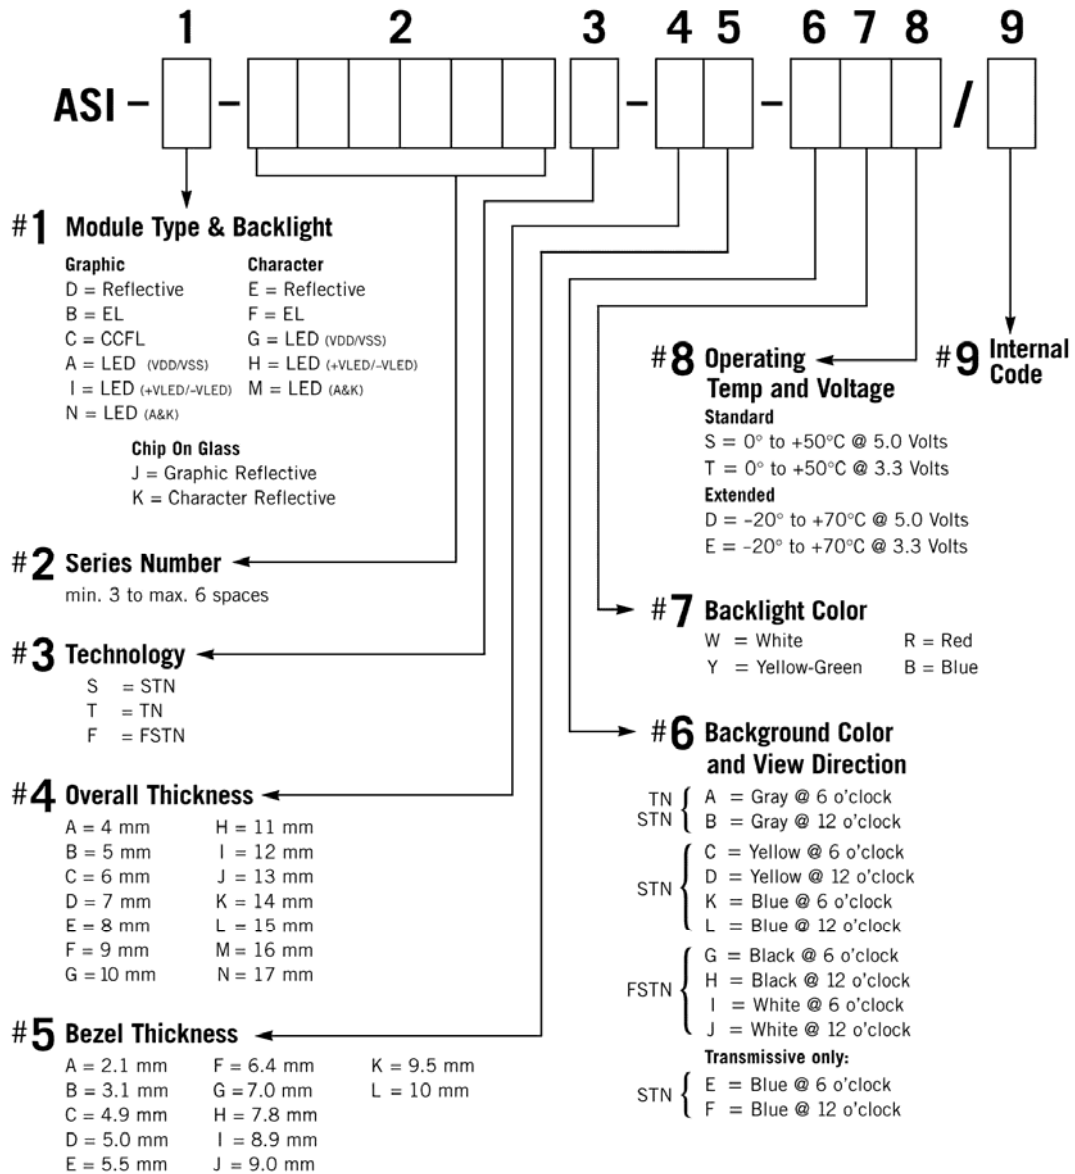 1 2 3 4 5 6 7 8 9
ASI – – – – /
#1 Module Type & Backlight
Graphic Character
D = Reflective E = Reflective
B = EL F = EL
C = CCFL G = LED (VDD/VSS)
A = LED (VDD/VSS) H = LED (+VLED/–VLED)
I = LED (+VLED/–VLED) M = LED (A&K)
N = LED (A&K)
Chip On Glass
J = Graphic Reflective
K = Character Reflective
#2 Series Number
min. 3 to max. 6 spaces
#3 Technology
S = STN
T = TN
F = FSTN
#4 Overall Thickness
A = 4 mm H = 11 mm
B = 5 mm I = 12 mm
C = 6 mm J = 13 mm
D = 7 mm K = 14 mm
E = 8 mm L = 15 mm
F = 9 mm M = 16 mm
G = 10 mm N = 17 mm
#5 Bezel Thickness
A = 2.1 mm F = 6.4 mm K = 9.5 mm
B = 3.1 mm G = 7.0 mm L = 10 mm
C = 4.9 mm H = 7.8 mm
D = 5.0 mm I = 8.9 mm
E = 5.5 mm J = 9.0 mm
#8 Operating
Temp and Voltage
Standard
S = 0° to +50°C @ 5.0 Volts
T = 0° to +50°C @ 3.3 Volts
Extended
D = –20° to +70°C @ 5.0 Volts
E = –20° to +70°C @ 3.3 Volts
#9 Internal
Code
#7 Backlight Color
W = White R = Red
Y = Yellow-Green B = Blue
#6 Background Color
and View Direction
TN A = Gray @ 6 o'clock
STN B = Gray @ 12 o'clock
C = Yellow @ 6 o'clock
STN D = Yellow @ 12 o'clock
K = Blue @ 6 o'clock
L = Blue @ 12 o'clock
G = Black @ 6 o'clock
FSTN H = Black @ 12 o'clock
I = White @ 6 o'clock
J = White @ 12 o'clock
Transmissive only:
STN E = Blue @ 6 o'clock
F = Blue @ 12 o'clock